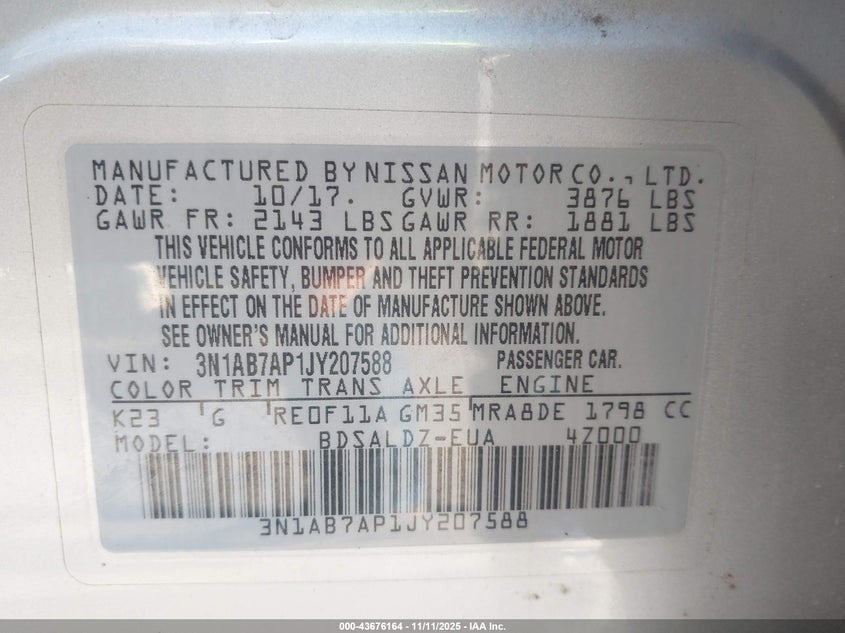 MANUFACTURED BY NISSAN MOTOR CO., LTD.
DATE: 10/17. GVWR: 3876 LBS
GAWR FR: 2143 LBS GAWR RR: 1881 LBS
THIS VEHICLE CONFORMS TO ALL APPLICABLE FEDERAL MOTOR
VEHICLE SAFETY, BUMPER AND THEFT PREVENTION STANDARDS
IN EFFECT ON THE DATE OF MANUFACTURE SHOWN ABOVE.
SEE OWNER'S MANUAL FOR ADDITIONAL INFORMATION.
VIN: 3N1AB7AP1JY207588 PASSENGER CAR.
COLOR TRIM TRANS AXLE ENGINE
K23 G RE0F11A GM35 MRA8DE 1798 CC
MODEL: BDSALDZ-EUA 4Z000
3N1AB7AP1JY207588
000-43676164 - 11/11/2025 - IAA Inc.